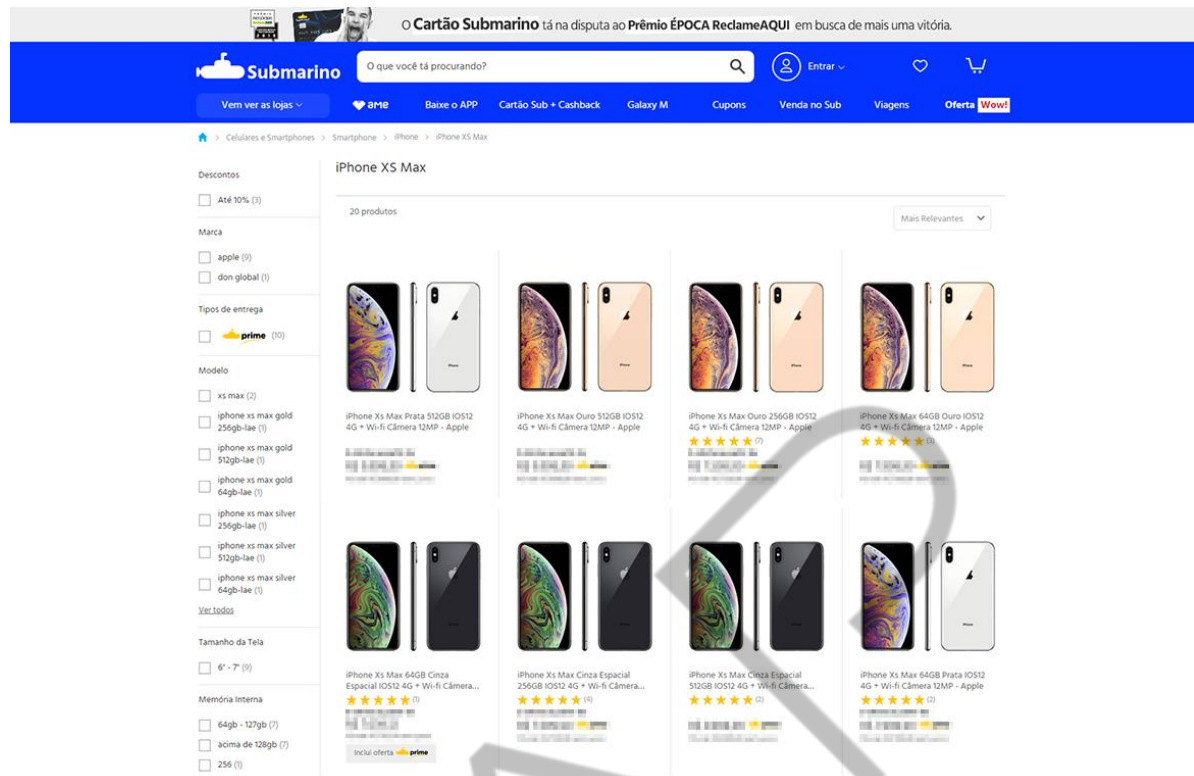 O Cartão Submarino tá na disputa ao Prêmio ÉPOCA ReclameAQUI em busca de mais uma vitória.
Submarino
O que você tá procurando?
Entrar
Vem ver as lojas
ame
Baixe o APP
Cartão Sub + Cashback
Galaxy M
Cupons
Venda no Sub
Viagens
Oferta Wow!
> Celulares e Smartphones > Smartphone > iPhone > iPhone XS Max
Descontos
Até 10% (3)
Marca
apple (9)
don global (1)
Tipos de entrega
prime (10)
Modelo
xs max (2)
iphone xs max gold
256gb-lae (1)
iphone xs max gold
512gb-lae (1)
iphone xs max gold
64gb-lae (1)
iphone xs max silver
256gb-lae (1)
iphone xs max silver
512gb-lae (1)
iphone xs max silver
64gb-lae (1)
Ver todos
Tamanho da Tela
6" - 7" (9)
Memória Interna
64gb - 127gb (7)
acima de 128gb (7)
256 (1)
iPhone XS Max
20 produtos
Mais Relevantes
iPhone Xs Max Prata 512GB IOS12
4G + Wi-fi Câmera 12MP - Apple
iPhone Xs Max Ouro 512GB IOS12
4G + Wi-fi Câmera 12MP - Apple
iPhone Xs Max Ouro 256GB IOS12
4G + Wi-fi Câmera 12MP - Apple
(7)
iPhone Xs Max 64GB Ouro IOS12
4G + Wi-fi Câmera 12MP - Apple
(3)
iPhone Xs Max 64GB Cinza
Espacial IOS12 4G + Wi-fi Câmera...
(1)
Inclui oferta prime
iPhone Xs Max Cinza Espacial
256GB IOS12 4G + Wi-fi Câmera...
(4)
iPhone Xs Max Cinza Espacial
512GB IOS12 4G + Wi-fi Câmera...
(2)
iPhone Xs Max 64GB Prata IOS12
4G + Wi-fi Câmera 12MP - Apple
(2)